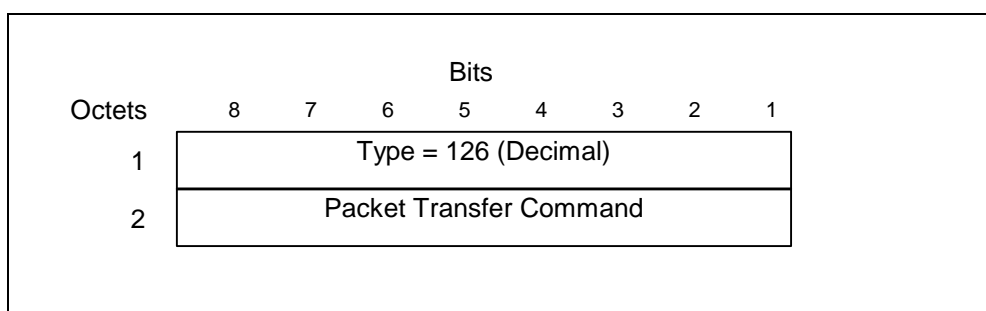 Bits
Octets 8 7 6 5 4 3 2 1
1 Type = 126 (Decimal)
2 Packet Transfer Command